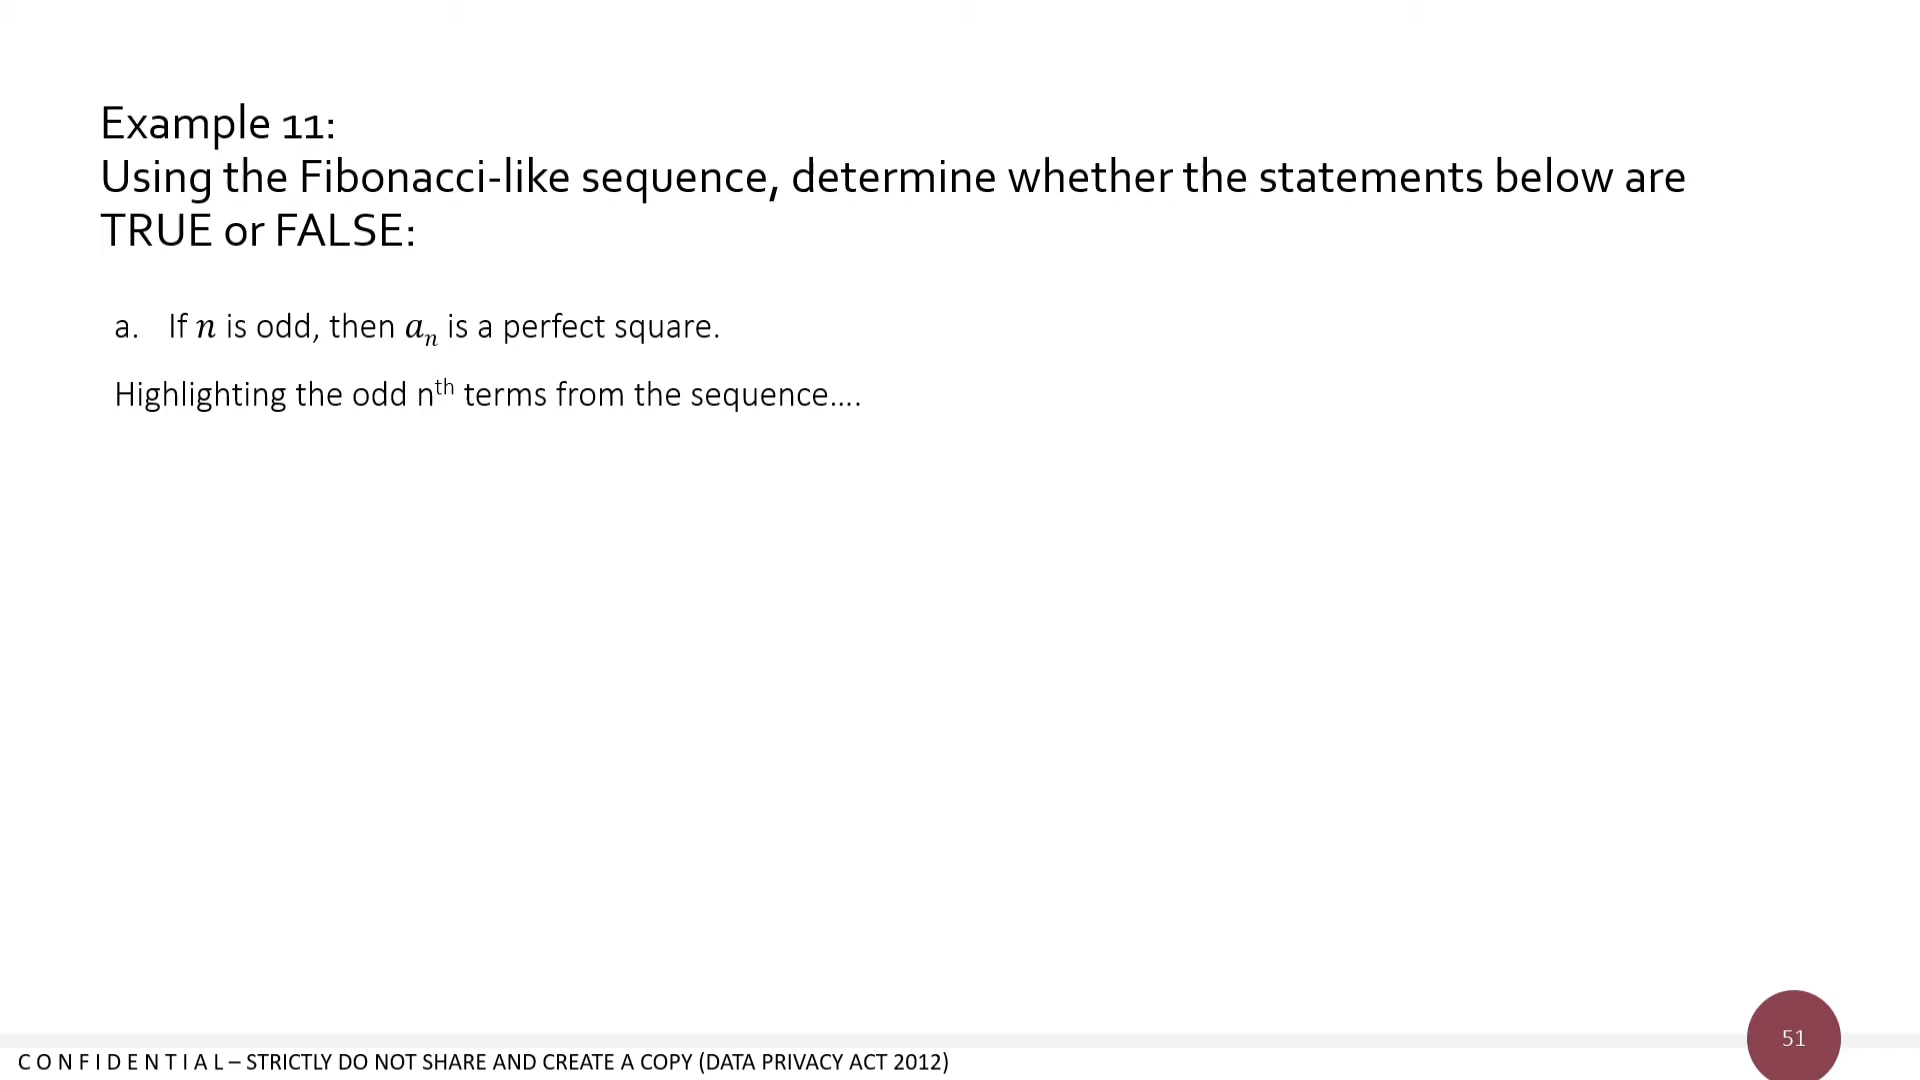 Example 11:
Using the Fibonacci-like sequence, determine whether the statements below are
TRUE or FALSE:
a. If n is odd, then aₙ is a perfect square.
Highlighting the odd nᵗʰ terms from the sequence….
51
C O N F I D E N T I A L – STRICTLY DO NOT SHARE AND CREATE A COPY (DATA PRIVACY ACT 2012)